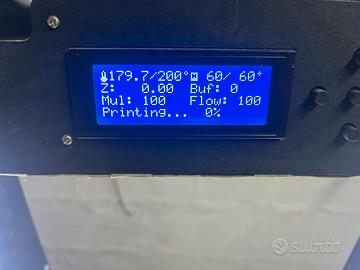 179.7/200° 60/ 60°
Z: 0.00 Buf: 0
Mul: 100 Flow: 100
Printing... 0%
subito